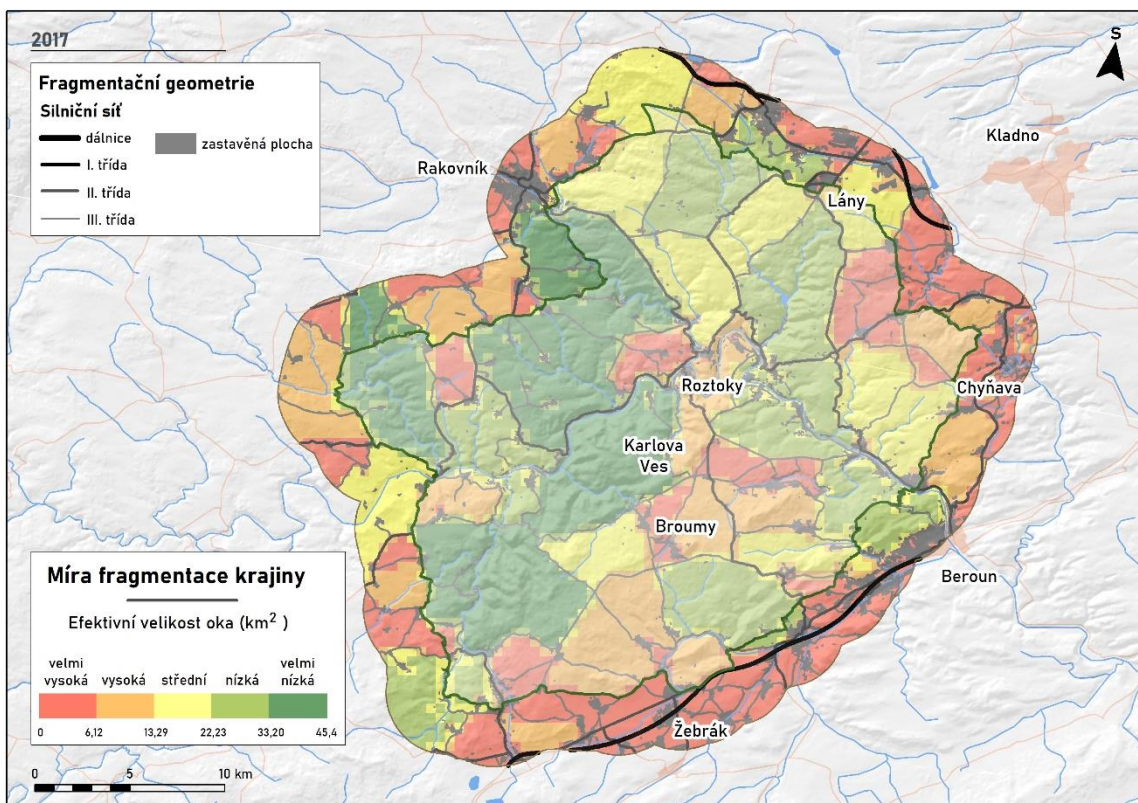 2017
Fragmentační geometrie
Silniční síť
dálnice
zastavěná plocha
I. třída
II. třída
III. třída
S
Kladno
Rakovník
Lány
Roztoky
Chyňava
Karlova
Ves
Broumy
Beroun
Žebrák
Míra fragmentace krajiny
Efektivní velikost oka (km² )
velmi
vysoká
vysoká
střední
nízká
velmi
nízká
0
6,12
13,29
22,23
33,20
45,4
0
5
10 km